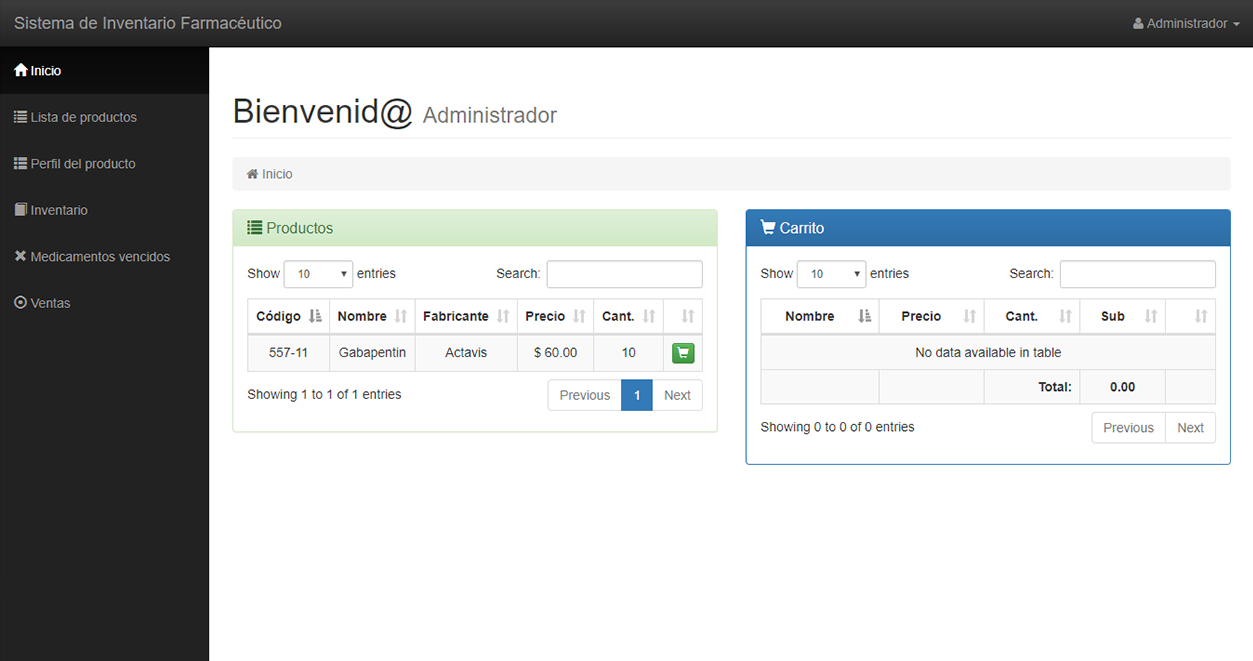 Sistema de Inventario Farmacéutico
Administrador
Inicio
Lista de productos
Perfil del producto
Inventario
Medicamentos vencidos
Ventas
Bienvenid@ Administrador
Inicio
Productos
Show 10 entries Search:
Código Nombre Fabricante Precio Cant.
557-11 Gabapentin Actavis $ 60.00 10
Showing 1 to 1 of 1 entries Previous 1 Next
Carrito
Show 10 entries Search:
Nombre Precio Cant. Sub
No data available in table
Total: 0.00
Showing 0 to 0 of 0 entries Previous Next